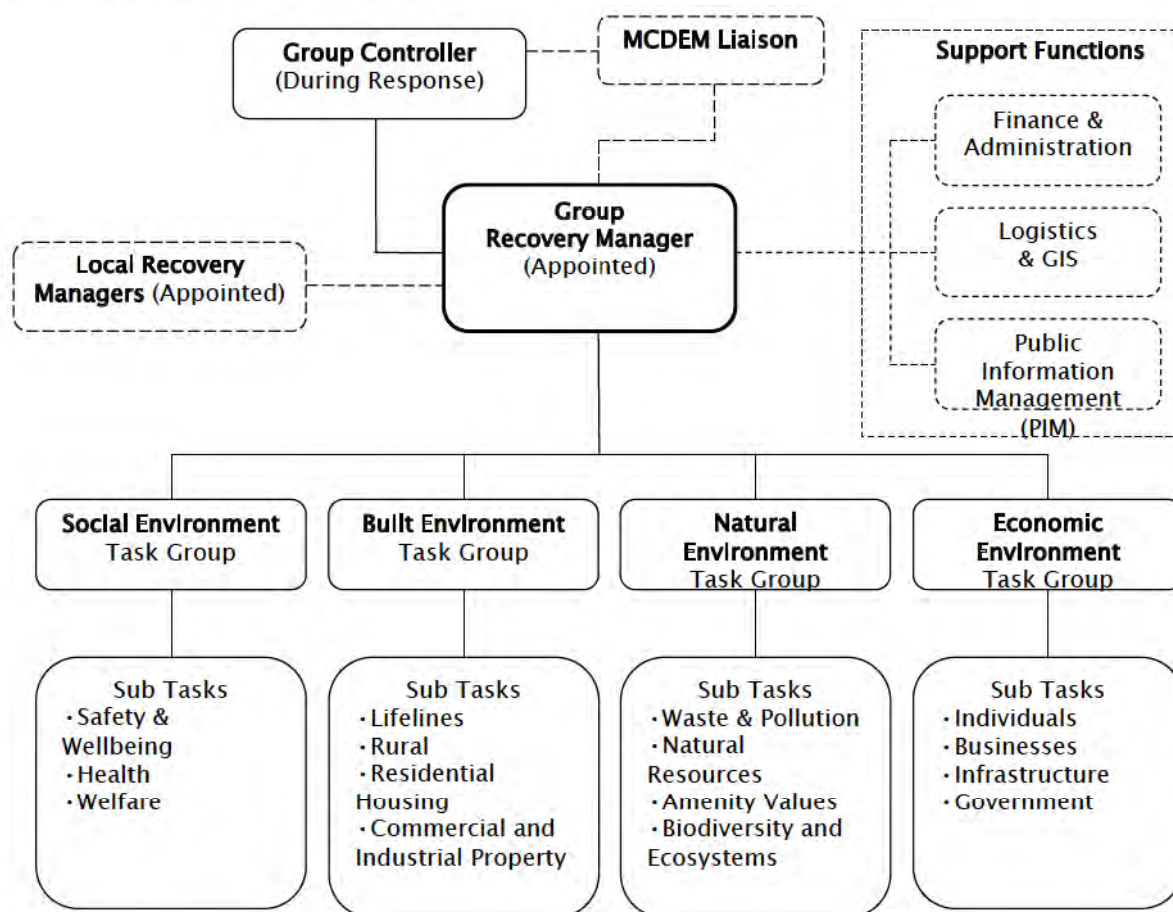 Group Controller
(During Response)
MCDEM Liaison
Support Functions
Finance &
Administration
Logistics
& GIS
Public
Information
Management
(PIM)
Group
Recovery Manager
(Appointed)
Local Recovery
Managers (Appointed)
Social Environment
Task Group
Built Environment
Task Group
Natural
Environment
Task Group
Economic
Environment
Task Group
Sub Tasks
·Safety &
Wellbeing
·Health
·Welfare
Sub Tasks
·Lifelines
·Rural
·Residential
Housing
·Commercial and
Industrial Property
Sub Tasks
·Waste & Pollution
·Natural
Resources
·Amenity Values
·Biodiversity and
Ecosystems
Sub Tasks
·Individuals
·Businesses
·Infrastructure
·Government